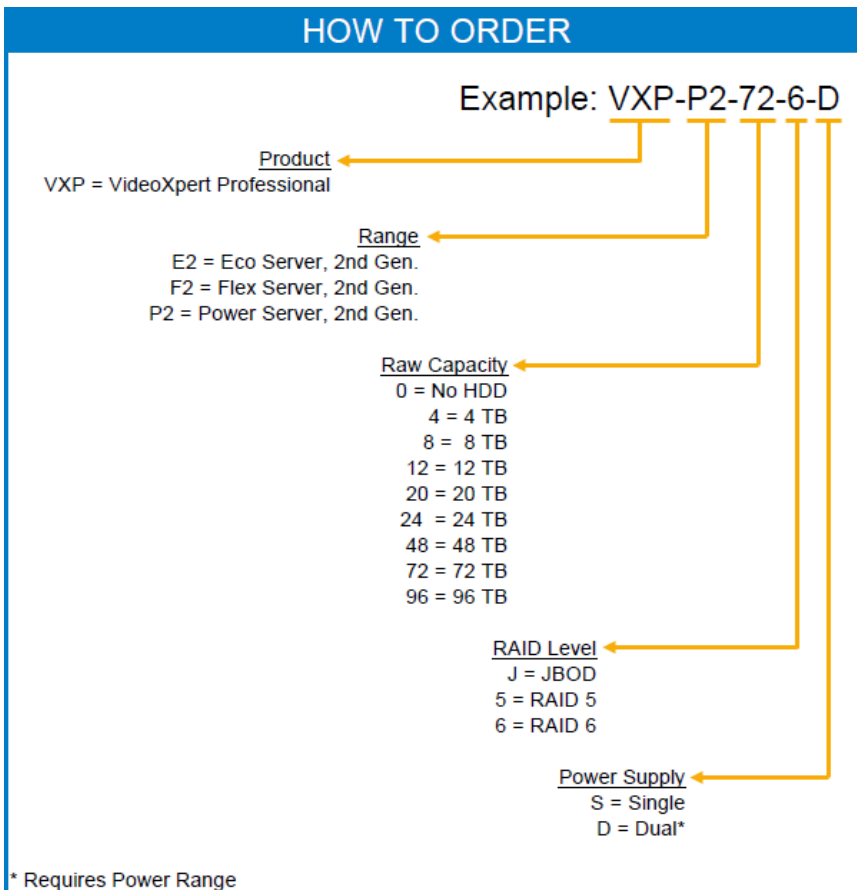 HOW TO ORDER
Example: VXP-P2-72-6-D
Product
VXP = VideoXpert Professional
Range
E2 = Eco Server, 2nd Gen.
F2 = Flex Server, 2nd Gen.
P2 = Power Server, 2nd Gen.
Raw Capacity
0 = No HDD
4 = 4 TB
8 =  8 TB
12 = 12 TB
20 = 20 TB
24  = 24 TB
48 = 48 TB
72 = 72 TB
96 = 96 TB
RAID Level
J = JBOD
5 = RAID 5
6 = RAID 6
Power Supply
S = Single
D = Dual*
* Requires Power Range